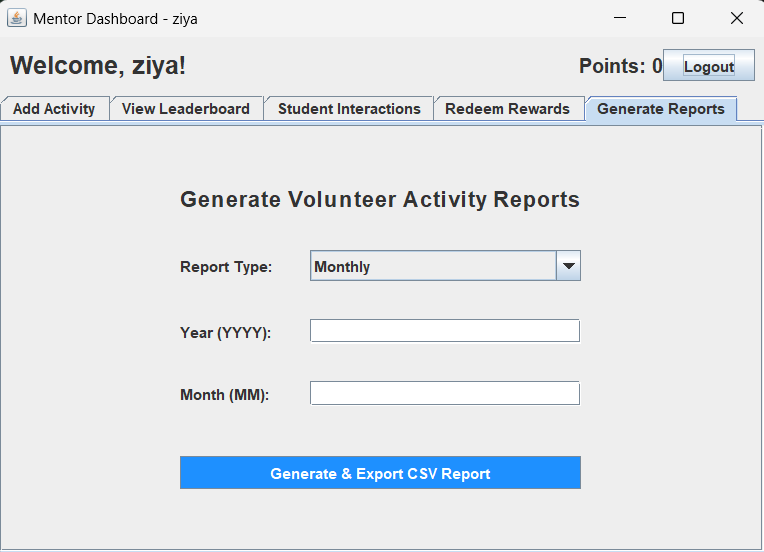 Mentor Dashboard - ziya
Welcome, ziya!
Points: 0
Logout
Add Activity
View Leaderboard
Student Interactions
Redeem Rewards
Generate Reports
Generate Volunteer Activity Reports
Report Type:
Monthly
Year (YYYY):
Month (MM):
Generate & Export CSV Report